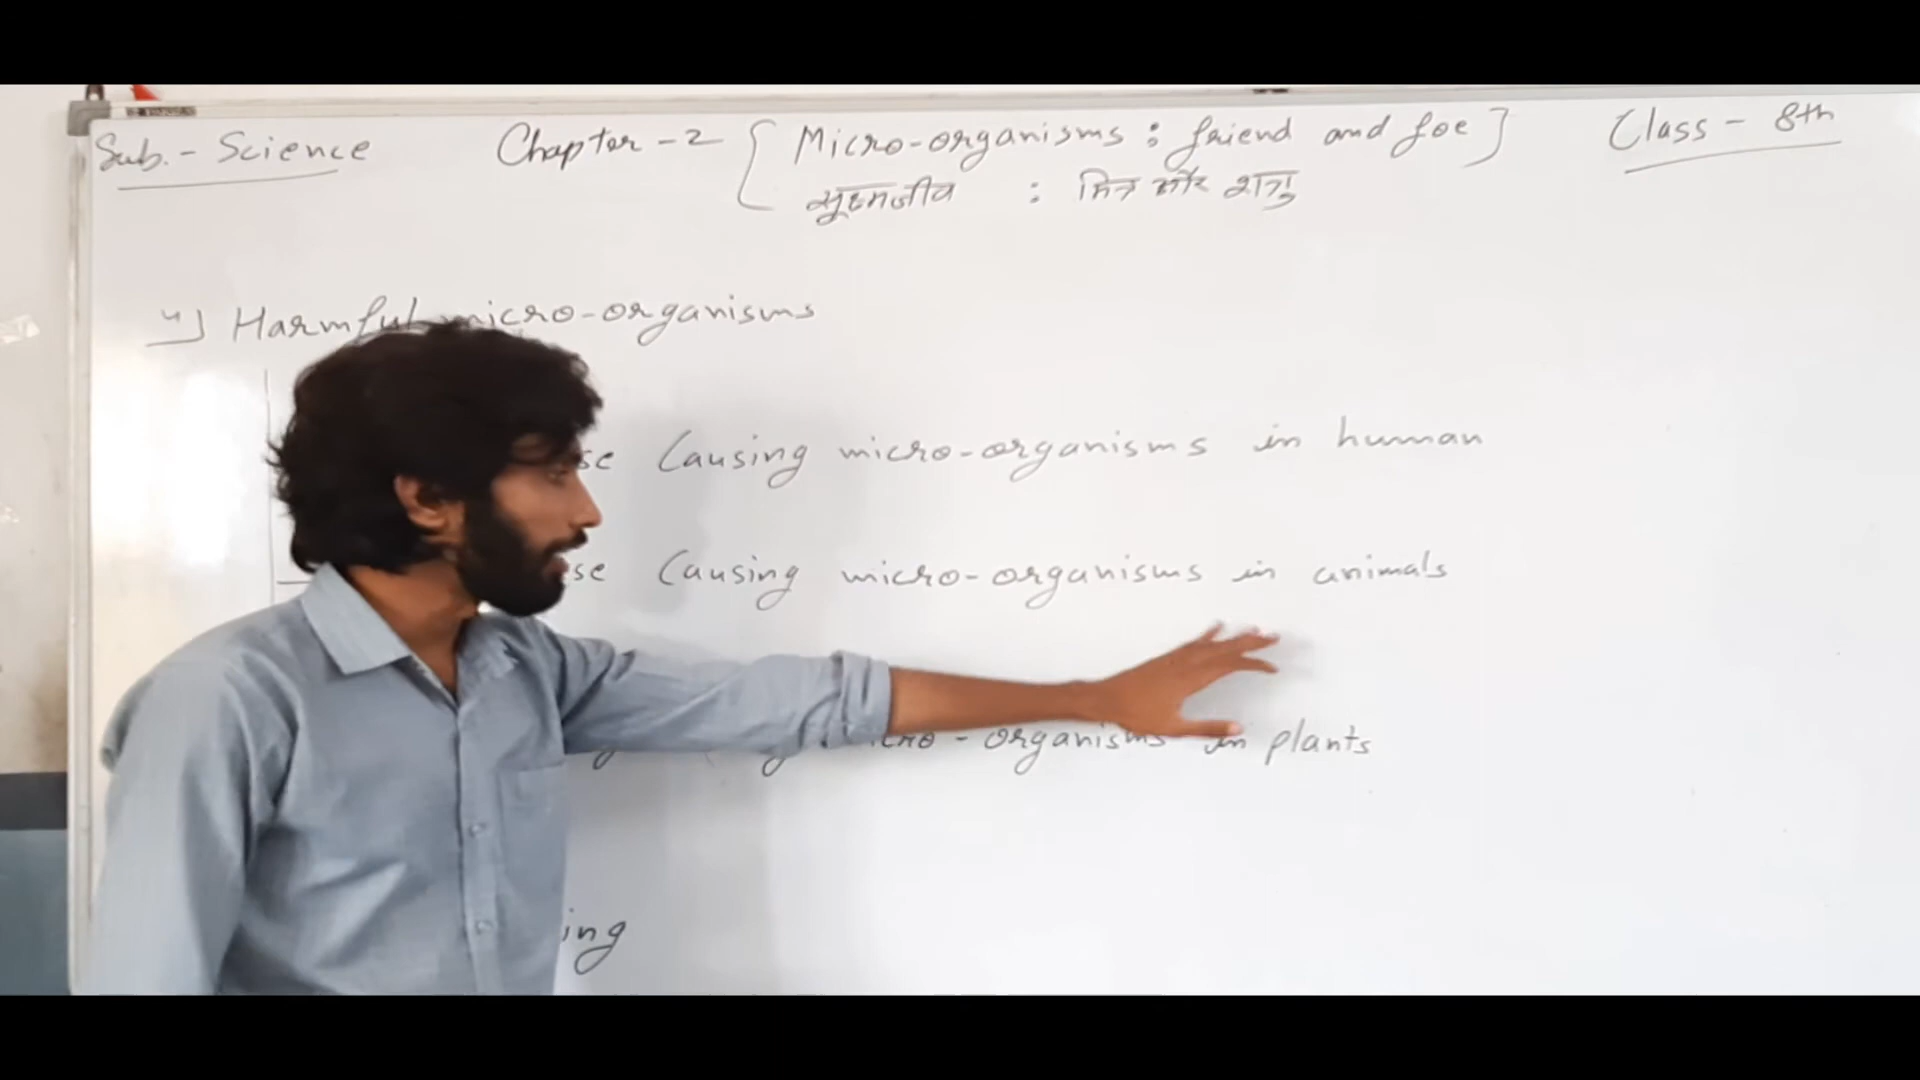 Sub. - Science Chapter - 2 [ Micro-organisms : friend and foe ] Class - 8th
सूक्ष्मजीव : मित्र और शत्रु
4) Harmful micro-organisms
se Causing micro-organisms in human
se Causing micro-organisms in animals
micro - organisms in plants
ing